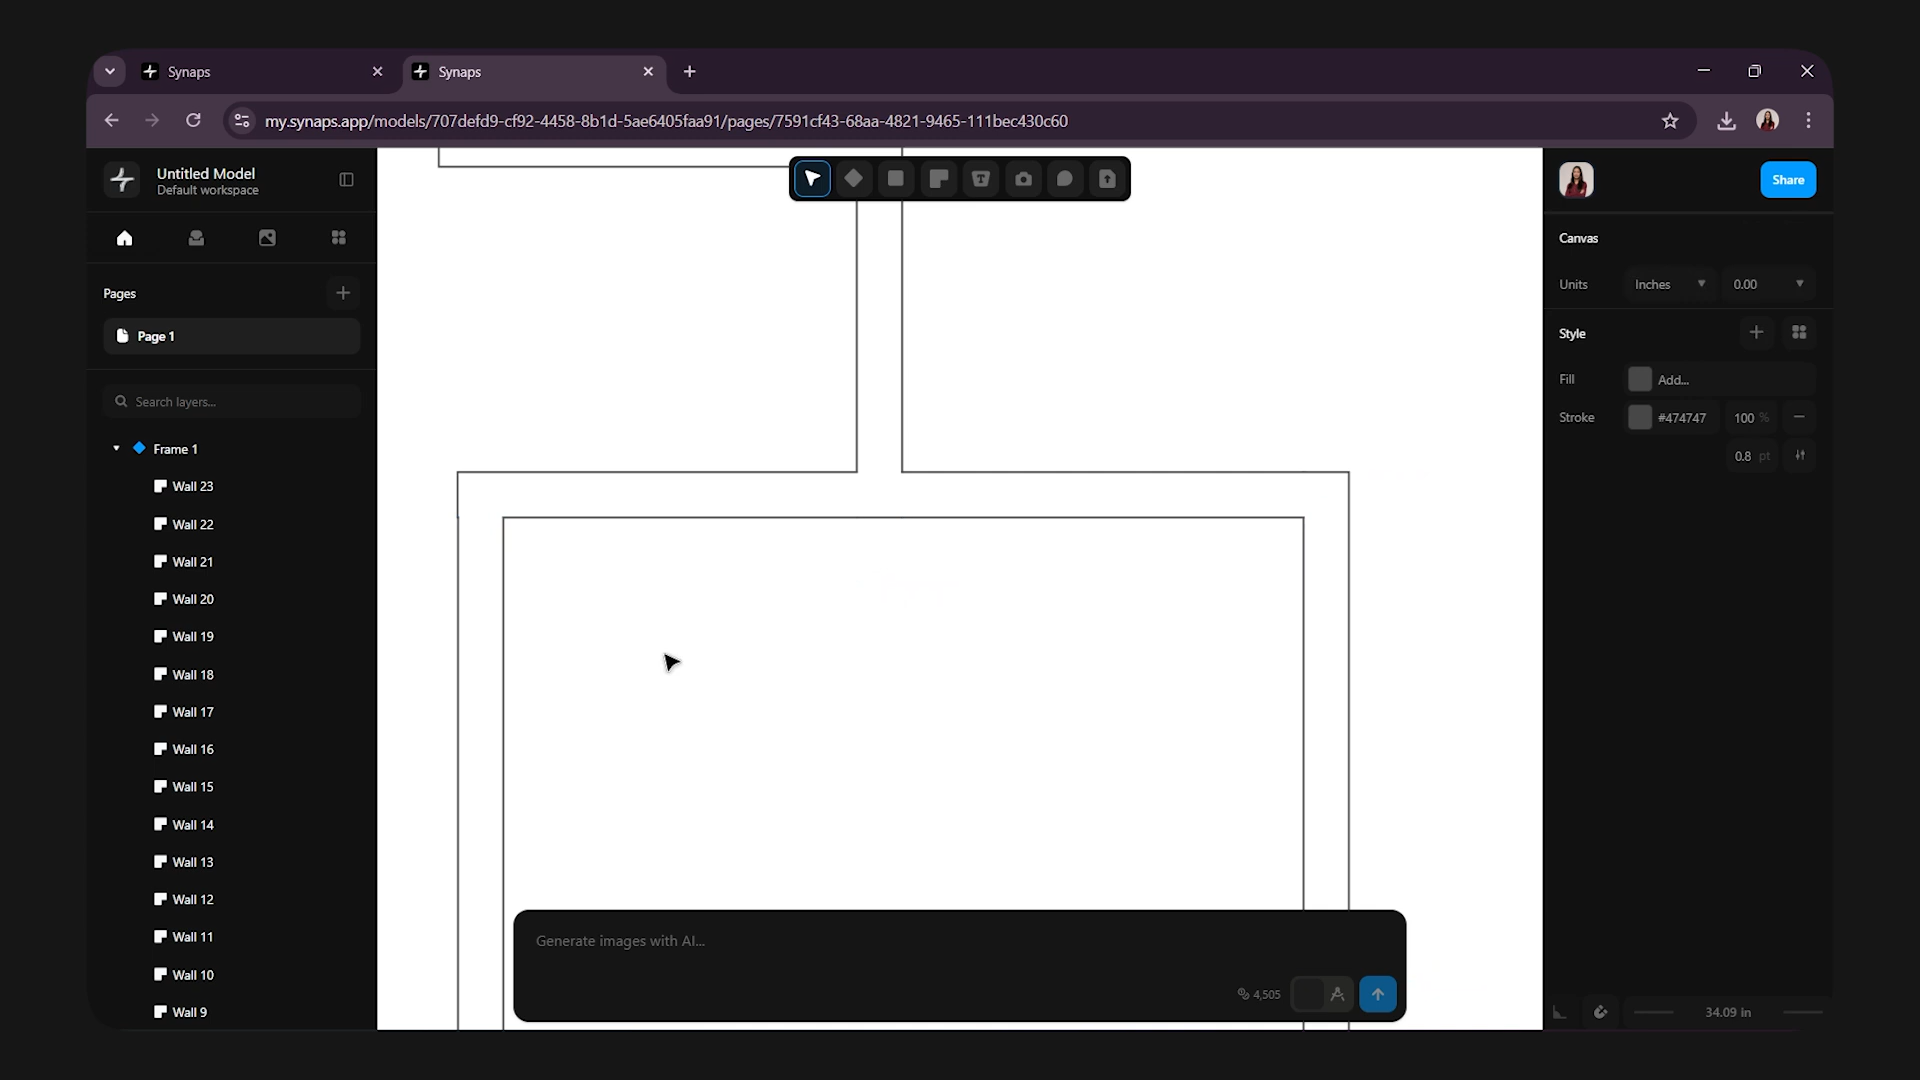 Synaps
Synaps
my.synaps.app/models/707defd9-cf92-4458-8b1d-5ae6405faa91/pages/7591cf43-68aa-4821-9465-111bec430c60
Untitled Model
Default workspace
Share
Canvas
Units
Inches
0.00
Style
Fill
Add...
Stroke
#474747
100 %
0.8 pt
Pages
Page 1
Search layers...
Frame 1
Wall 23
Wall 22
Wall 21
Wall 20
Wall 19
Wall 18
Wall 17
Wall 16
Wall 15
Wall 14
Wall 13
Wall 12
Wall 11
Wall 10
Wall 9
Generate images with AI...
4,505
34.09 in